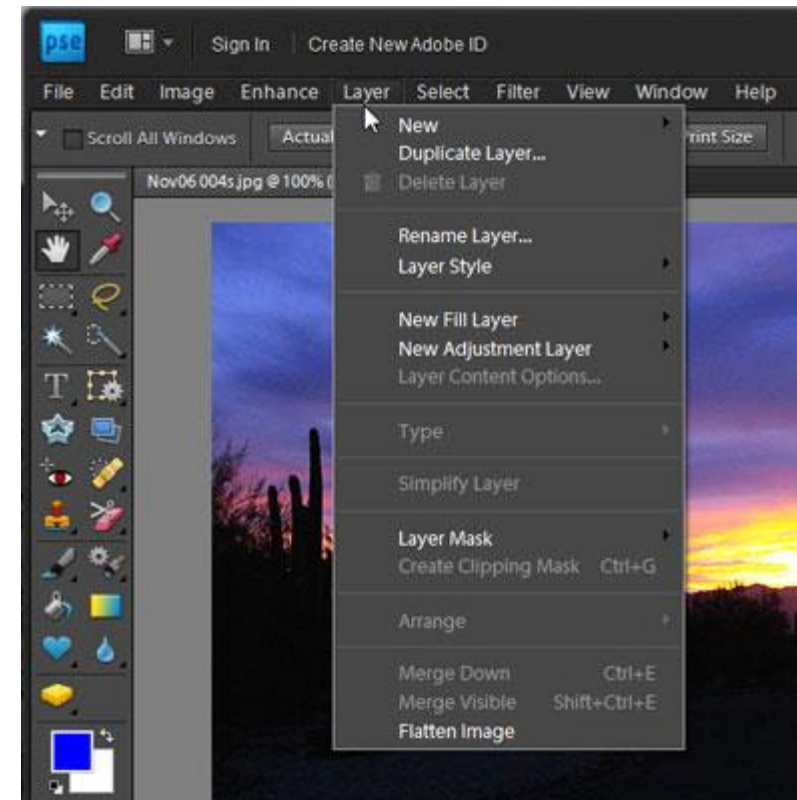 pse Sign In Create New Adobe ID
File Edit Image Enhance Layer Select Filter View Window Help
Scroll All Windows Actual rint Size
Nov06 004s.jpg @ 100% (
New
Duplicate Layer...
Delete Layer
Rename Layer...
Layer Style
New Fill Layer
New Adjustment Layer
Layer Content Options...
Type
Simplify Layer
Layer Mask
Create Clipping Mask Ctrl+G
Arrange
Merge Down Ctrl+E
Merge Visible Shift+Ctrl+E
Flatten Image
T